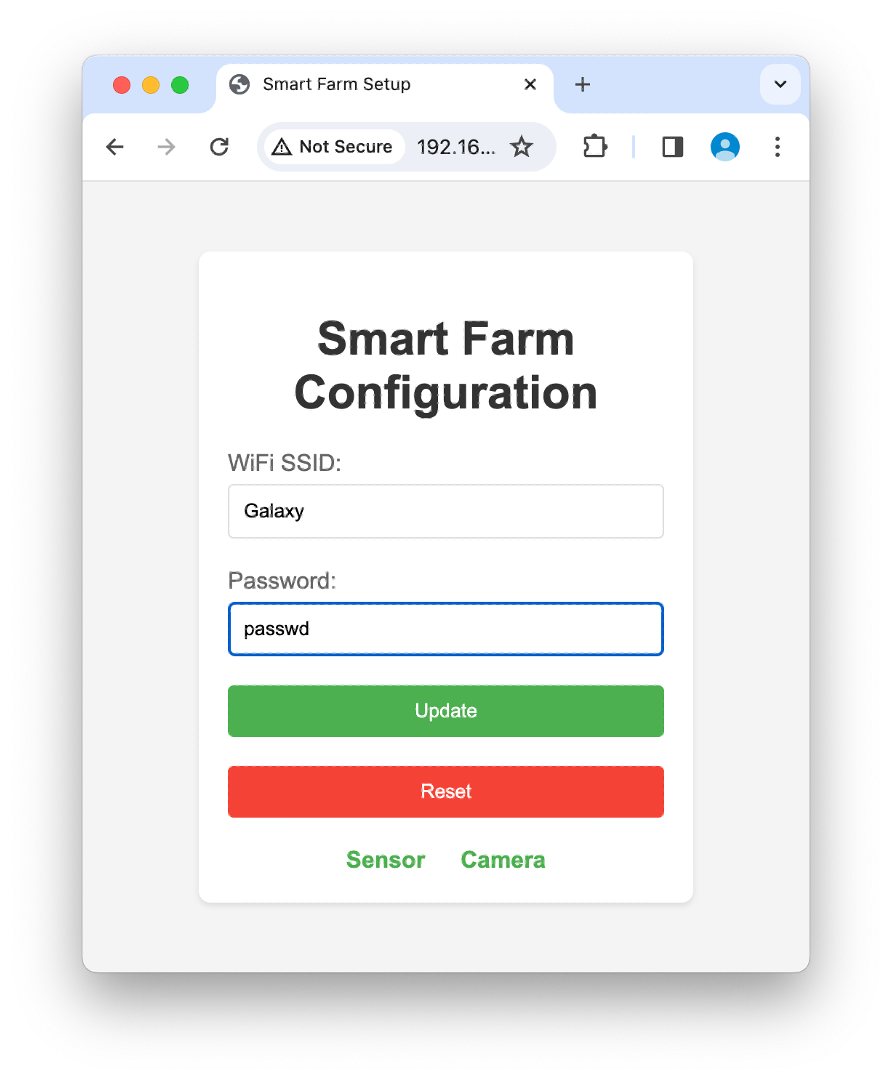 Smart Farm Setup
Not Secure 192.16...
Smart Farm
Configuration
WiFi SSID:
Galaxy
Password:
passwd
Update
Reset
Sensor Camera